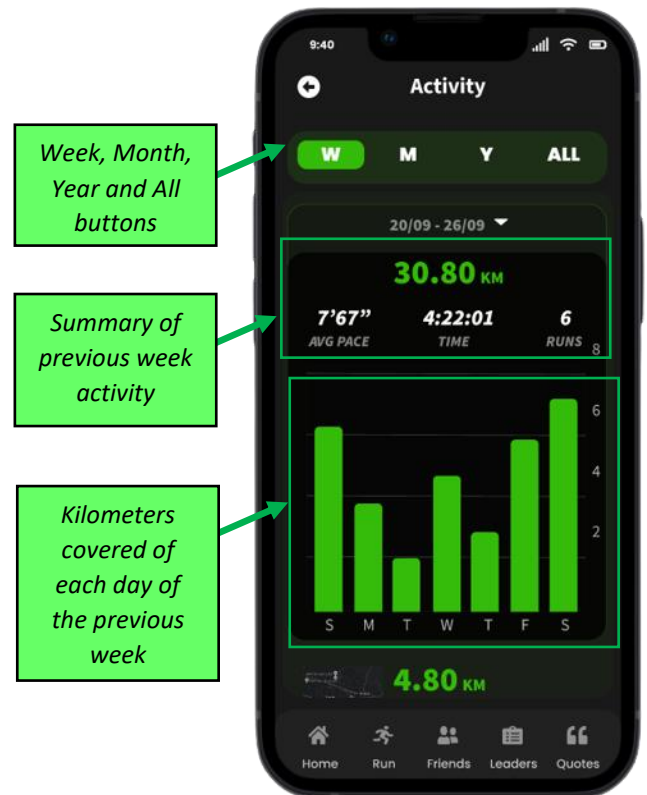 9:40
Activity
W M Y ALL
Week, Month,
Year and All
buttons
20/09 - 26/09
30.80 KM
7’67” 4:22:01 6
AVG PACE TIME RUNS
Summary of
previous week
activity
8
6
4
2
Kilometers
covered of
each day of
the previous
week
S M T W T F S
4.80 KM
Home Run Friends Leaders Quotes